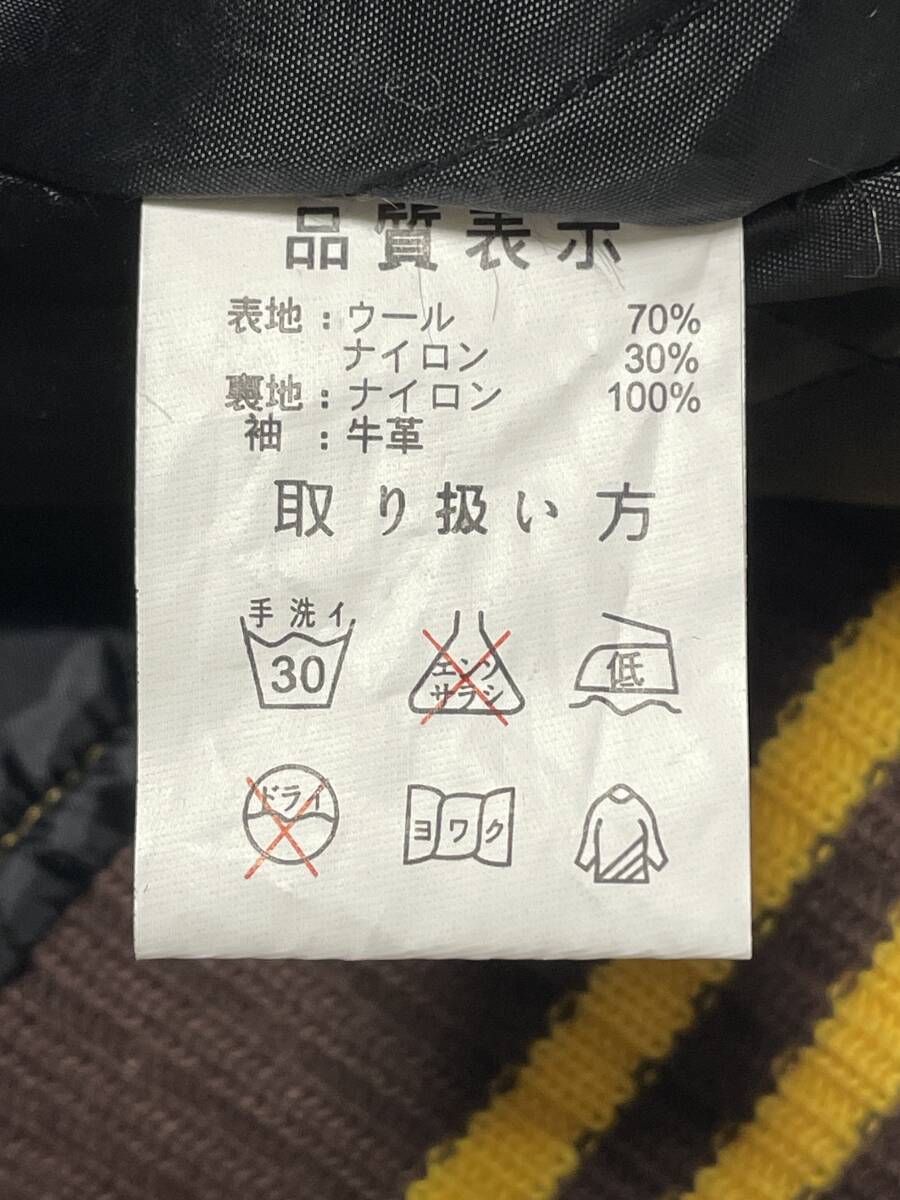 品質表示
表地：ウール 70%
ナイロン 30%
裏地：ナイロン 100%
袖：牛革
取り扱い方
手洗イ
30
エンソ
サラシ
低
ドライ
ヨワク